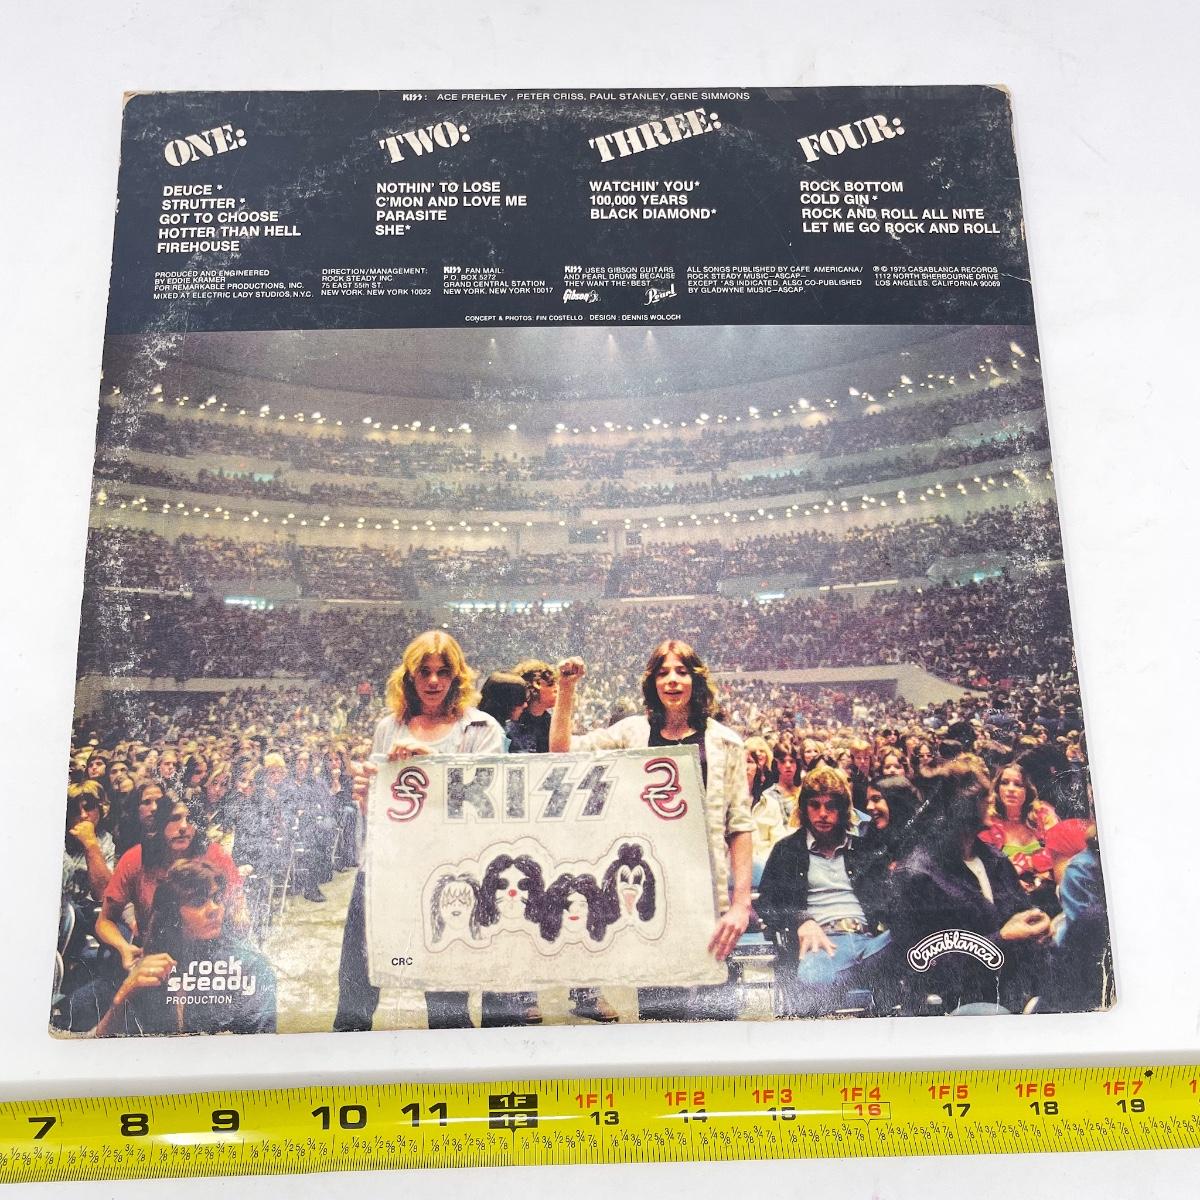 KISS: ACE FREHLEY, PETER CRISS, PAUL STANLEY, GENE SIMMONS
ONE:
DEUCE *
STRUTTER *
GOT TO CHOOSE
HOTTER THAN HELL
FIREHOUSE
TWO:
NOTHIN' TO LOSE
C'MON AND LOVE ME
PARASITE
SHE*
THREE:
WATCHIN' YOU*
100,000 YEARS
BLACK DIAMOND*
FOUR:
ROCK BOTTOM
COLD GIN*
ROCK AND ROLL ALL NITE
LET ME GO ROCK AND ROLL
PRODUCED AND ENGINEERED
BY EDDIE KRAMER
FOR REMARKABLE PRODUCTIONS, INC.
MIXED AT ELECTRIC LADY STUDIOS, N.Y.C.
DIRECTION/MANAGEMENT:
ROCK STEADY INC
75 EAST 55th ST.
NEW YORK, NEW YORK 10022
KISS FAN MAIL:
P.O. BOX 5272
GRAND CENTRAL STATION
NEW YORK, NEW YORK 10017
KISS USES GIBSON GUITARS
AND PEARL DRUMS BECAUSE
THEY WANT THE BEST.
Gibson
Pearl
ALL SONGS PUBLISHED BY CAFE AMERICANA/
ROCK STEADY MUSIC-ASCAP-
EXCEPT *AS INDICATED, ALSO CO-PUBLISHED
BY GLADWYNE MUSIC-ASCAP.
℗ © 1975 CASABLANCA RECORDS
1112 NORTH SHERBOURNE DRIVE
LOS ANGELES, CALIFORNIA 90069
CONCEPT & PHOTOS: FIN COSTELLO DESIGN: DENNIS WOLOCH
KISS
CRC
A rock
steady INC.
PRODUCTION
Casablanca
1F 1F1 1F2 1F3 1F4 1F5 1F6 1F7
7 8 9 10 11 12 13 14 15 16 17 18 19